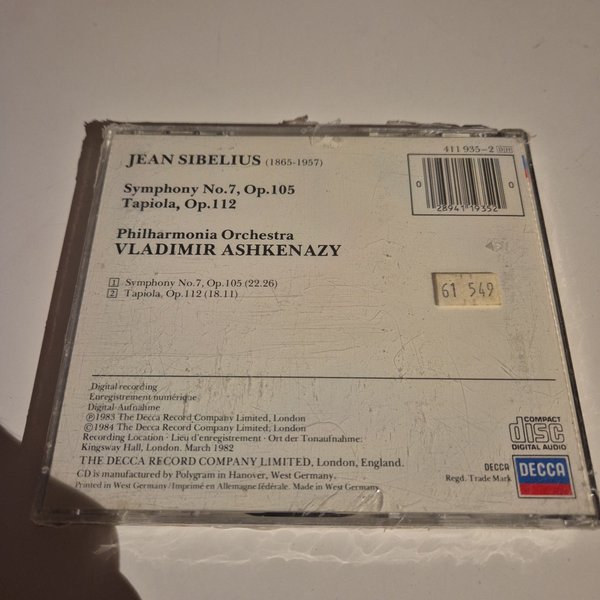 JEAN SIBELIUS (1865-1957)
411 935-2 DH
Symphony No.7, Op.105
Tapiola, Op.112
0 28941 19352 0
Philharmonia Orchestra
VLADIMIR ASHKENAZY
1 Symphony No.7, Op.105 (22.26)
2 Tapiola, Op.112 (18.11)
61 549
Digital recording
Enregistrement numérique
Digital-Aufnahme
℗1983 The Decca Record Company Limited, London
©1984 The Decca Record Company Limited, London
Recording Location · Lieu d'enregistrement · Ort der Tonaufnahme:
Kingsway Hall, London. March 1982
THE DECCA RECORD COMPANY LIMITED, London, England.
CD is manufactured by Polygram in Hanover, West Germany.
Printed in West Germany/Imprimé en Allemagne fédérale. Made in West Germany
COMPACT
disc
DIGITAL AUDIO
DECCA
Regd. Trade Mark
DECCA